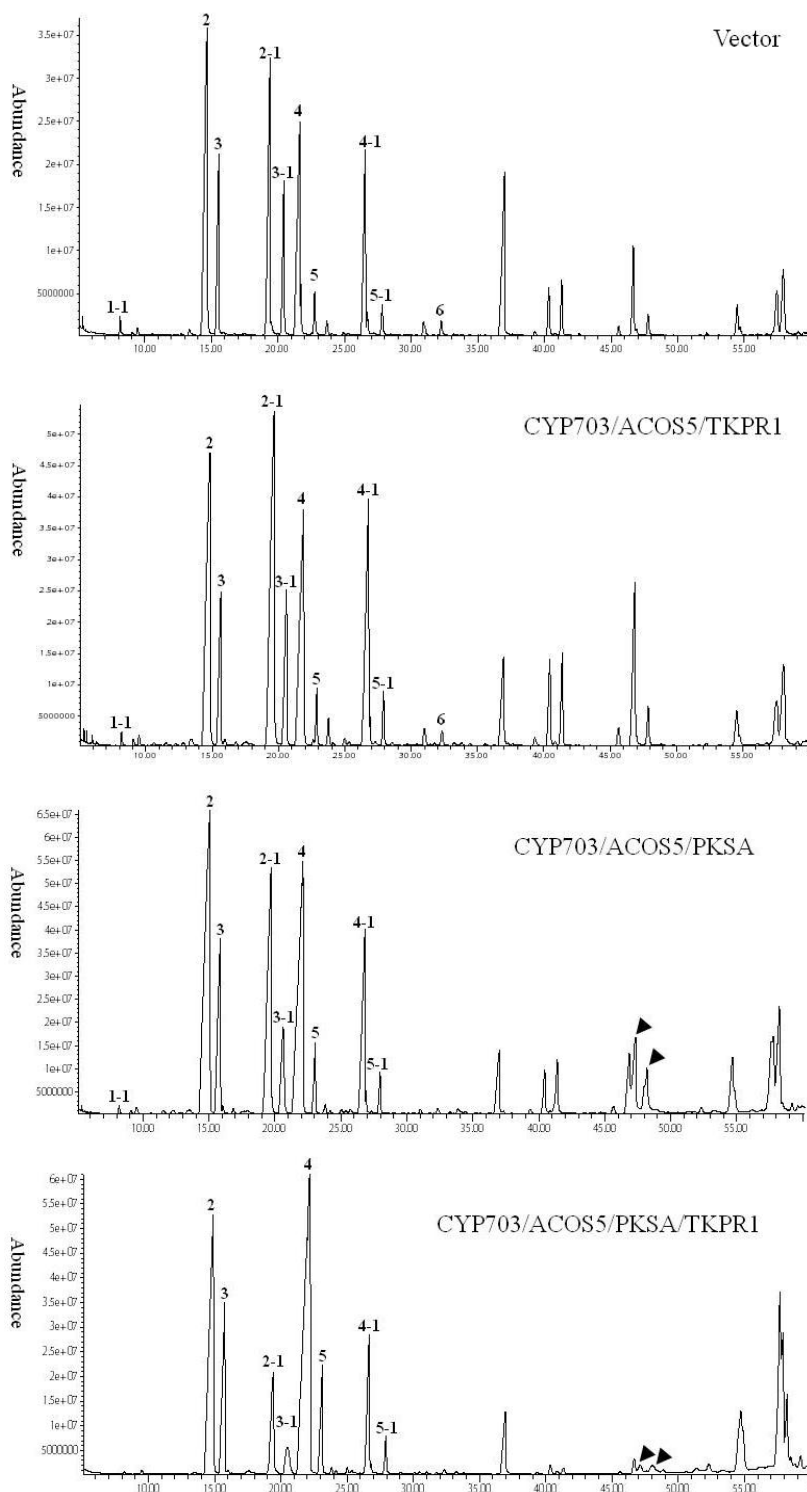 Vector
Abundance
3.5e+07
3e+07
2.5e+07
2e+07
1.5e+07
1e+07
5000000
1-1
2
3
2-1
3-1
4
5
4-1
5-1
6
10.00 15.00 20.00 25.00 30.00 35.00 40.00 45.00 50.00 55.00
CYP703/ACOS5/TKPR1
Abundance
5e+07
4.5e+07
4e+07
3.5e+07
3e+07
2.5e+07
2e+07
1.5e+07
1e+07
5000000
1-1
2
3
2-1
3-1
4
5
4-1
5-1
6
10.00 15.00 20.00 25.00 30.00 35.00 40.00 45.00 50.00 55.00
CYP703/ACOS5/PKSA
Abundance
6.5e+07
6e+07
5.5e+07
5e+07
4.5e+07
4e+07
3.5e+07
3e+07
2.5e+07
2e+07
1.5e+07
1e+07
5000000
1-1
2
3
2-1
3-1
4
5
4-1
5-1
10.00 15.00 20.00 25.00 30.00 35.00 40.00 45.00 50.00 55.00
CYP703/ACOS5/PKSA/TKPR1
Abundance
6e+07
5.5e+07
5e+07
4.5e+07
4e+07
3.5e+07
3e+07
2.5e+07
2e+07
1.5e+07
1e+07
5000000
2
3
2-1
3-1
4
5
4-1
5-1
10.00 15.00 20.00 25.00 30.00 35.00 40.00 45.00 50.00 55.00